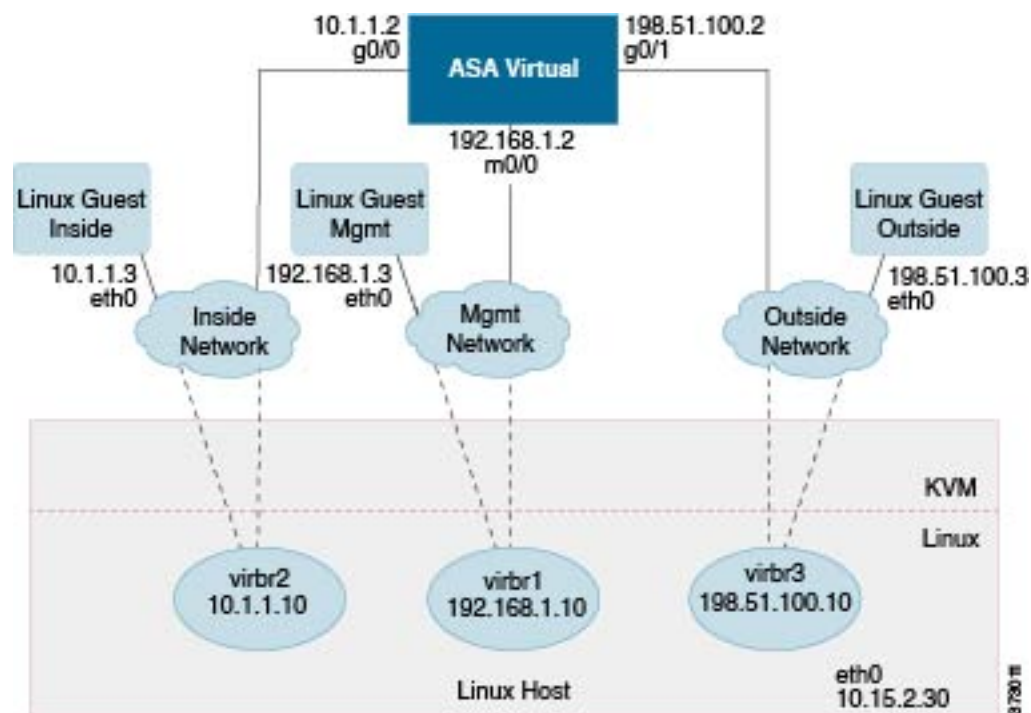 10.1.1.2
g0/0
ASA Virtual
198.51.100.2
g0/1
192.168.1.2
m0/0
Linux Guest
Inside
Linux Guest
Mgmt
Linux Guest
Outside
10.1.1.3
eth0
192.168.1.3
eth0
198.51.100.3
eth0
Inside
Network
Mgmt
Network
Outside
Network
KVM
Linux
virbr2
10.1.1.10
virbr1
192.168.1.10
virbr3
198.51.100.10
Linux Host
eth0
10.15.2.30